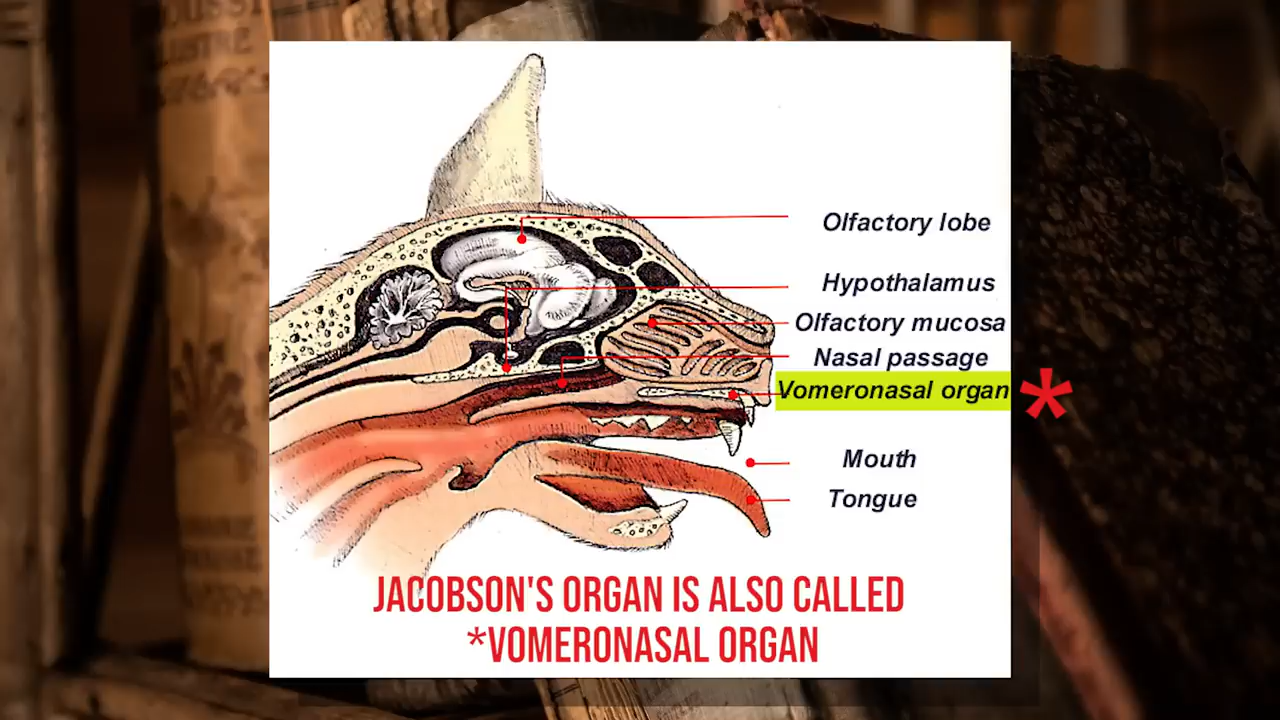 Olfactory lobe
Hypothalamus
Olfactory mucosa
Nasal passage
Vomeronasal organ *
Mouth
Tongue
JACOBSON'S ORGAN IS ALSO CALLED
*VOMERONASAL ORGAN